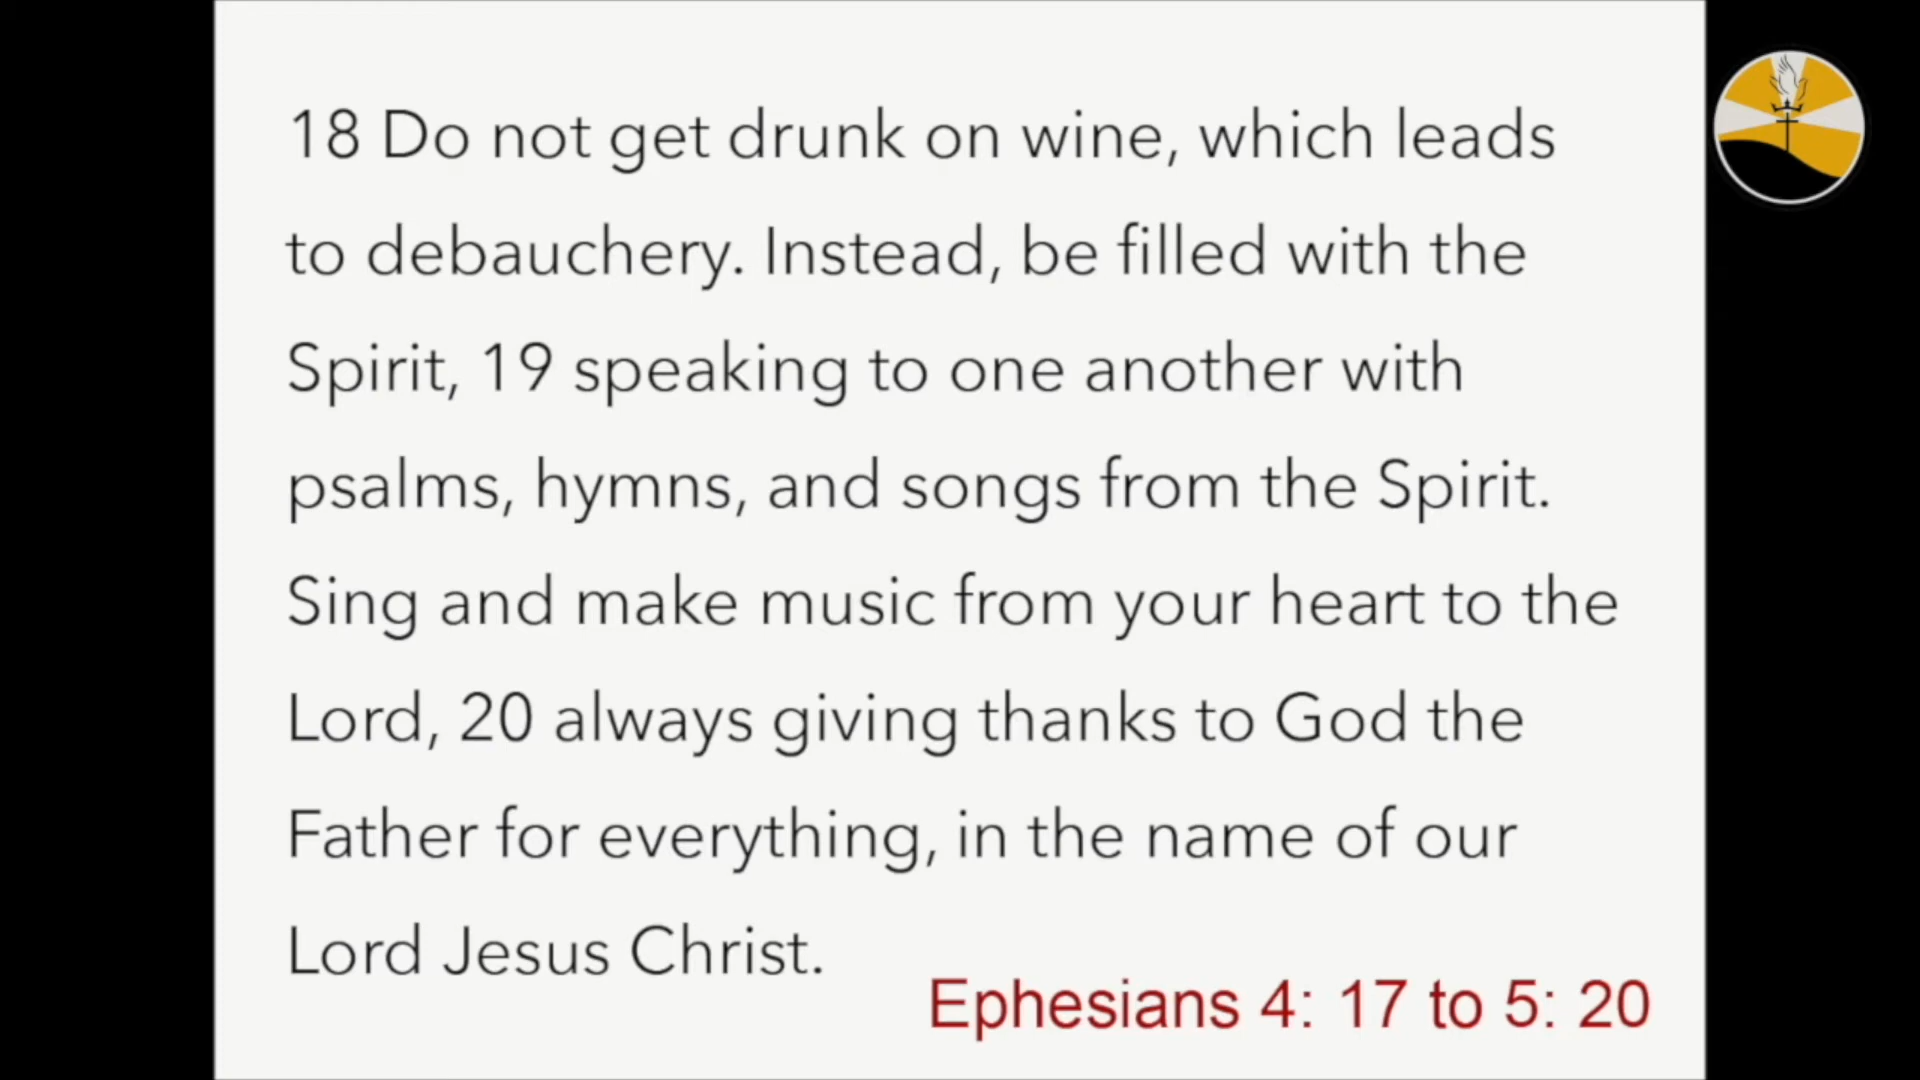 18 Do not get drunk on wine, which leads
to debauchery. Instead, be filled with the
Spirit, 19 speaking to one another with
psalms, hymns, and songs from the Spirit.
Sing and make music from your heart to the
Lord, 20 always giving thanks to God the
Father for everything, in the name of our
Lord Jesus Christ.
Ephesians 4: 17 to 5: 20